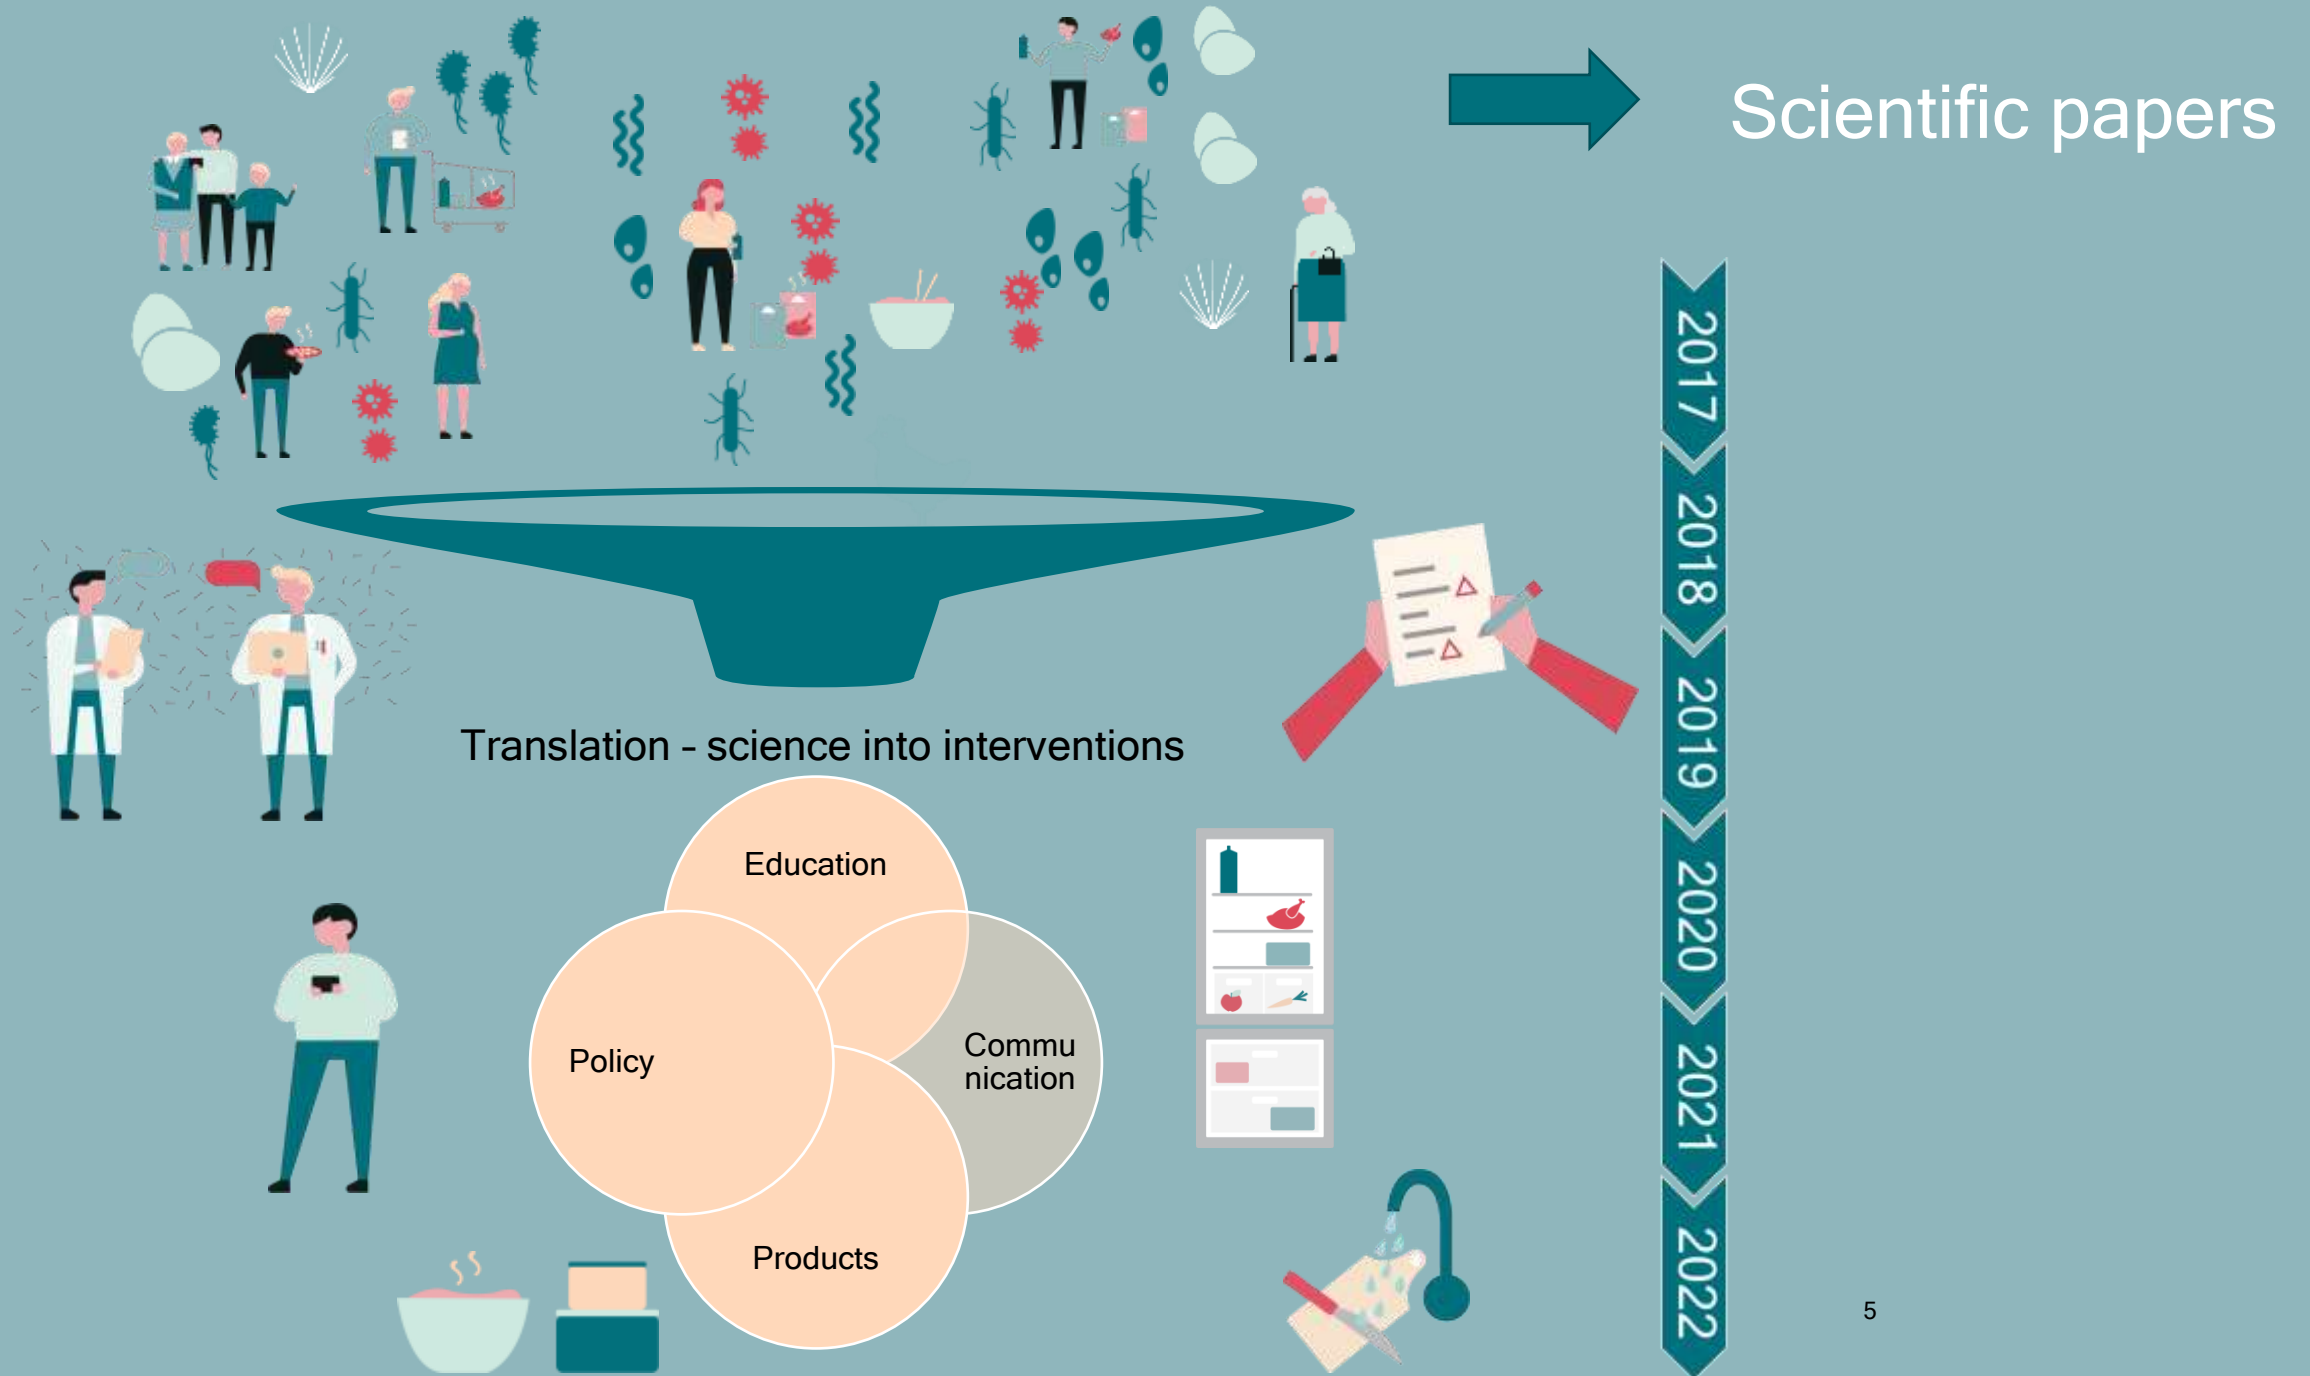 Scientific papers
2017
2018
2019
2020
2021
2022
Translation – science into interventions
Education
Policy
Commu
nication
Products
5